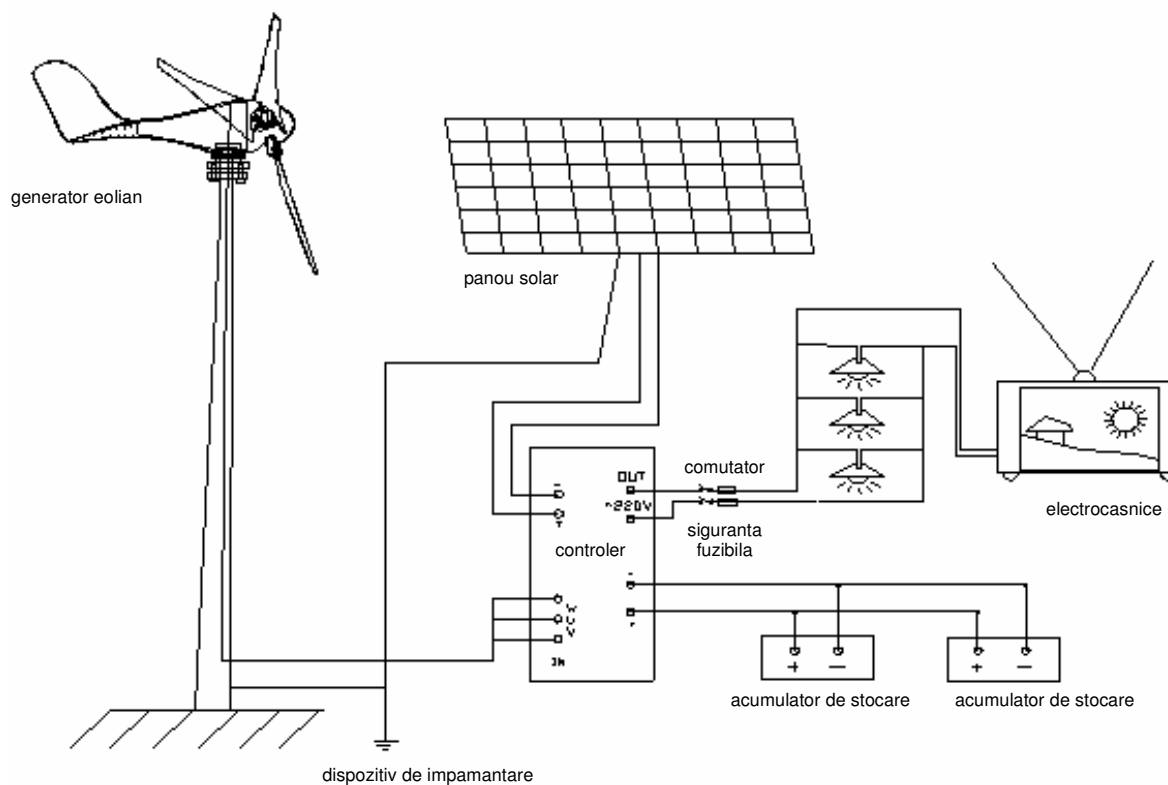 generator eolian
panou solar
OUT
~220V
comutator
siguranta
fuzibila
controler
electrocasnice
IN
+ −
+ −
acumulator de stocare
acumulator de stocare
dispozitiv de impamantare